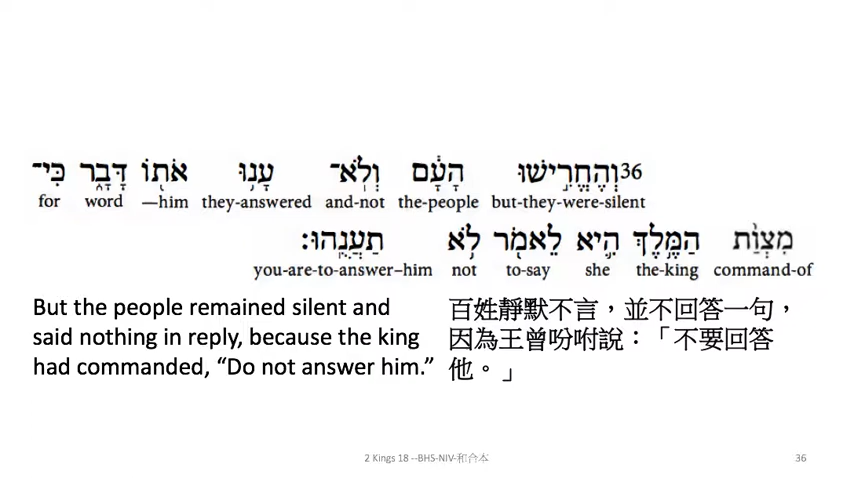 36 וְהֶחֱרִ֣ישׁוּ הָעָ֔ם וְלֹֽא־ עָנ֥וּ אֹת֖וֹ דָּבָ֑ר כִּי־
but-they-were-silent the-people and-not they-answered —him word for
מִצְוַ֨ת הַמֶּ֥לֶךְ הִ֛יא לֵאמֹ֖ר לֹ֥א תַעֲנֻֽהוּ׃
command-of the-king she to-say not you-are-to-answer–him
But the people remained silent and
said nothing in reply, because the king
had commanded, “Do not answer him.”
百姓靜默不言，並不回答一句，
因為王曾吩咐說：「不要回答
他。」
2 Kings 18 --BHS-NIV-和合本
36